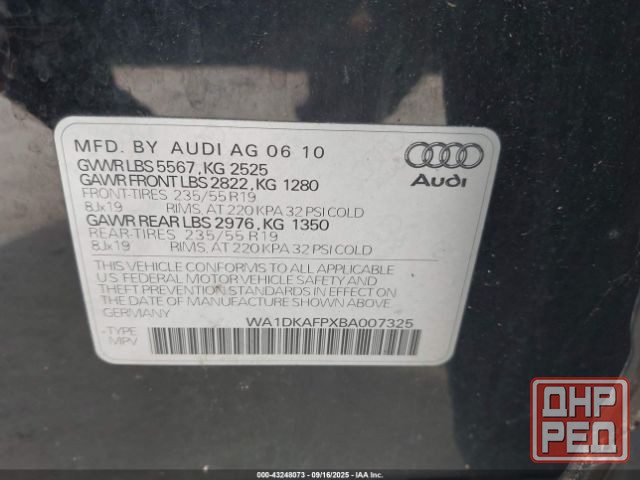 MFD. BY AUDI AG 06 10
GVWR LBS 5567, KG 2525
GAWR FRONT LBS 2822, KG 1280
FRONT-TIRES 235/55 R19
8Jx19 RIMS, AT 220 KPA 32 PSI COLD
GAWR REAR LBS 2976, KG 1350
REAR-TIRES 235/55 R19
8Jx19 RIMS, AT 220 KPA 32 PSI COLD
THIS VEHICLE CONFORMS TO ALL APPLICABLE
U.S. FEDERAL MOTOR VEHICLE SAFETY AND
THEFT PREVENTION STANDARDS IN EFFECT ON
THE DATE OF MANUFACTURE SHOWN ABOVE.
GERMANY WA1DKAFPXBA007325
-TYPE
MPV
Audi
ДНР
РЕД
000-43248073 - 09/16/2025 - IAA Inc.